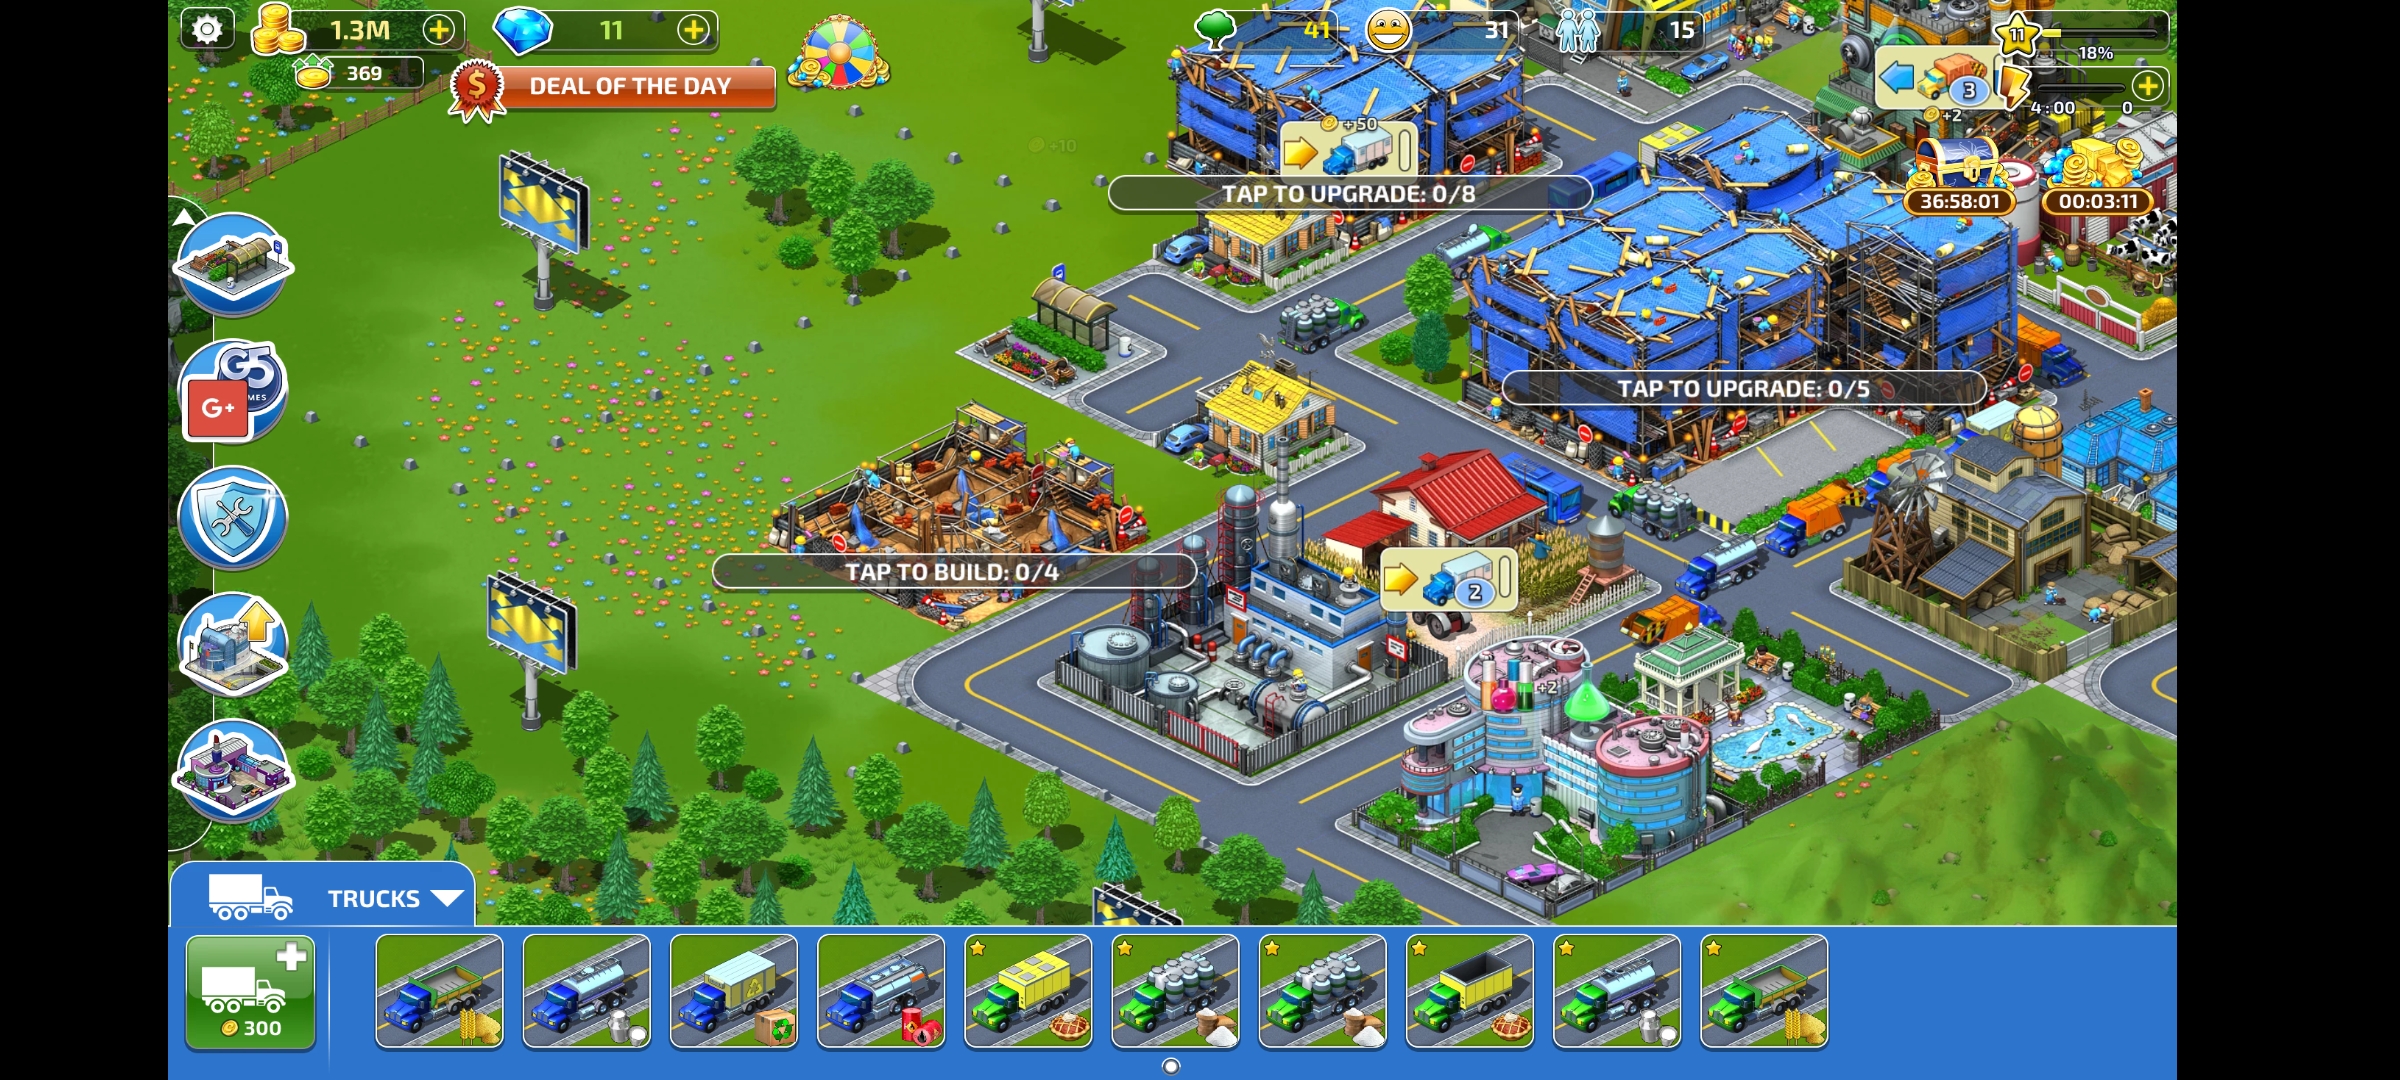 1.3M
11
41
31
15
11
18%
369
DEAL OF THE DAY
3
+2
4:00
0
+50
+10
TAP TO UPGRADE: 0/8
36:58:01
00:03:11
TAP TO UPGRADE: 0/5
G5
MES
G+
TAP TO BUILD: 0/4
2
+2
TRUCKS
300